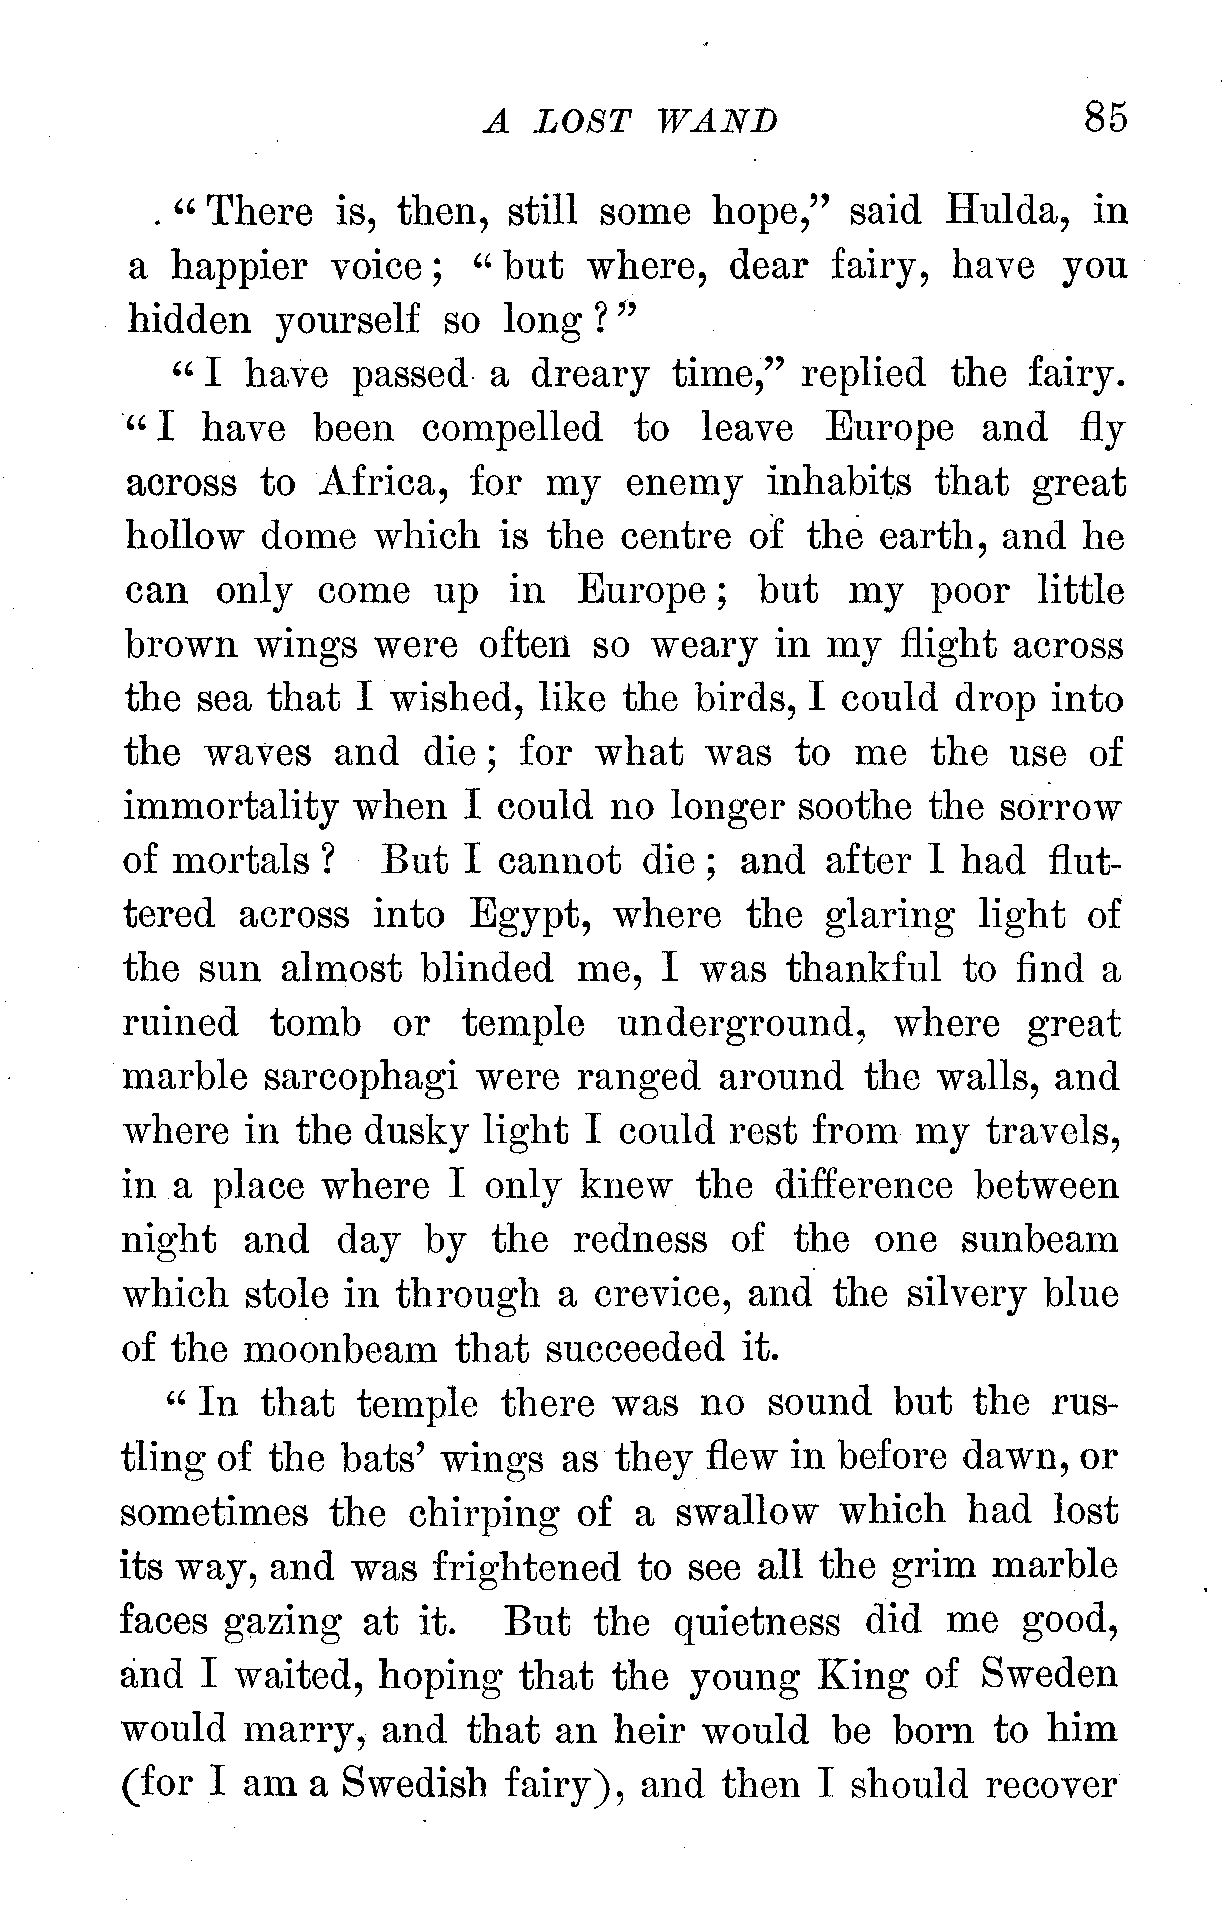 A LOST WAND 85
"There is, then, still some hope," said Hulda, in
a happier voice; "but where, dear fairy, have you
hidden yourself so long?"
"I have passed a dreary time," replied the fairy.
"I have been compelled to leave Europe and fly
across to Africa, for my enemy inhabits that great
hollow dome which is the centre of the earth, and he
can only come up in Europe; but my poor little
brown wings were often so weary in my flight across
the sea that I wished, like the birds, I could drop into
the waves and die; for what was to me the use of
immortality when I could no longer soothe the sorrow
of mortals? But I cannot die; and after I had flut-
tered across into Egypt, where the glaring light of
the sun almost blinded me, I was thankful to find a
ruined tomb or temple underground, where great
marble sarcophagi were ranged around the walls, and
where in the dusky light I could rest from my travels,
in a place where I only knew the difference between
night and day by the redness of the one sunbeam
which stole in through a crevice, and the silvery blue
of the moonbeam that succeeded it.
"In that temple there was no sound but the rus-
tling of the bats' wings as they flew in before dawn, or
sometimes the chirping of a swallow which had lost
its way, and was frightened to see all the grim marble
faces gazing at it. But the quietness did me good,
and I waited, hoping that the young King of Sweden
would marry, and that an heir would be born to him
(for I am a Swedish fairy), and then I should recover